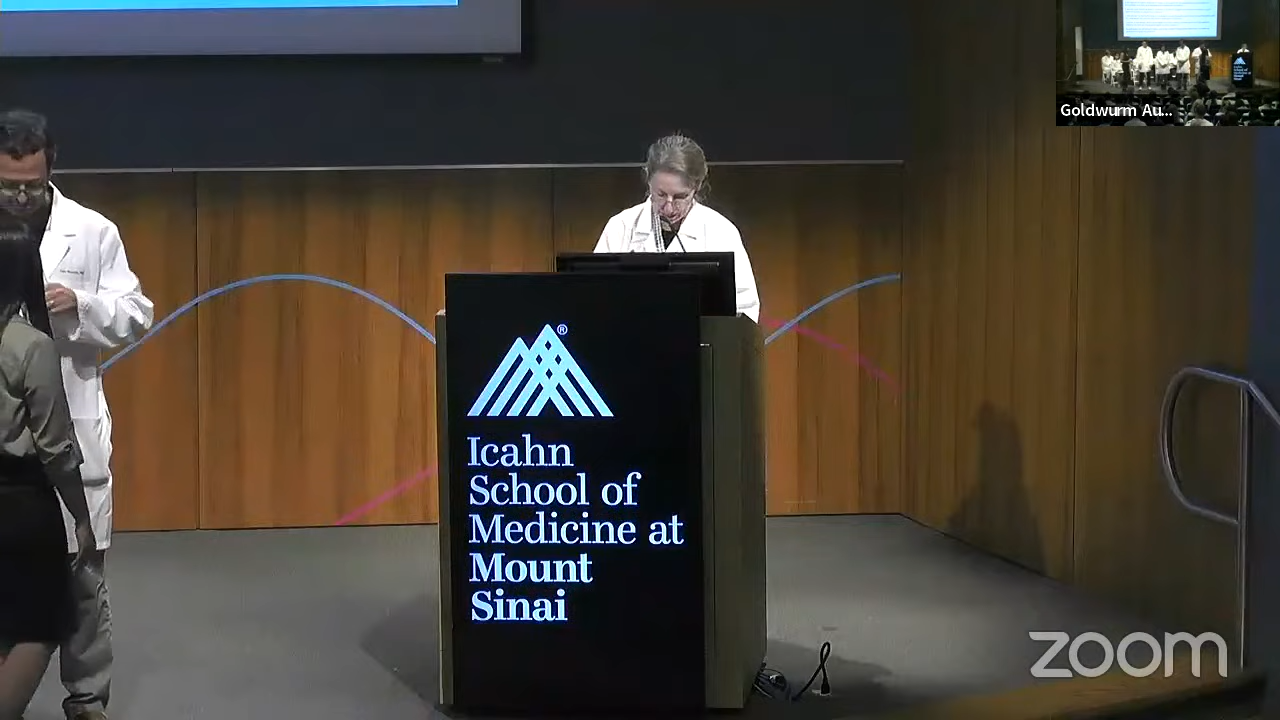 Goldwurm Au...
®
Icahn
School of
Medicine at
Mount
Sinai
zoom